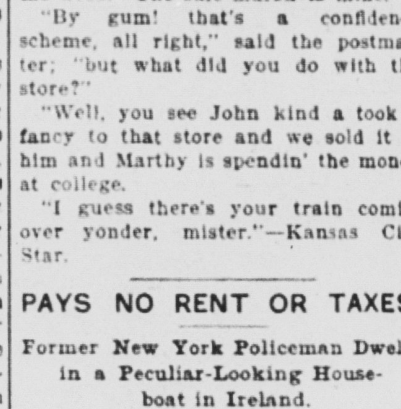 "By gum! that's a confiden
scheme, all right," said the postma
ter; "but what did you do with t
store?"
"Well, you see John kind a took
fancy to that store and we sold it
him and Marthy is spendin' the mon
at college.
"I guess there's your train comi
over yonder, mister."—Kansas Ci
Star.
PAYS NO RENT OR TAXES
Former New York Policeman Dwel
in a Peculiar-Looking House-
boat in Ireland.